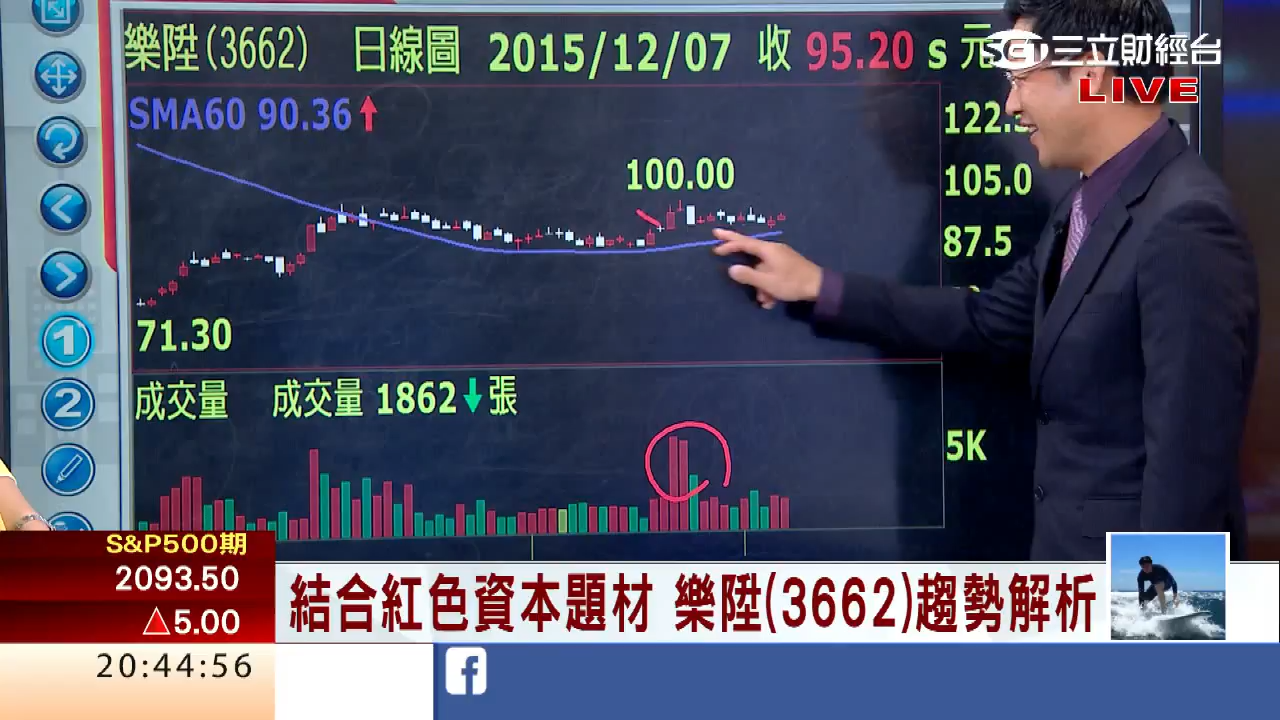 樂陞(3662) 日線圖 2015/12/07 收 95.20 s 元
三立財經台
LIVE
SMA60 90.36
105.0
100.00
87.5
71.30
成交量 成交量 1862 張
5K
1
2
S&P500期
2093.50
△5.00
20:44:56
結合紅色資本題材 樂陞(3662)趨勢解析